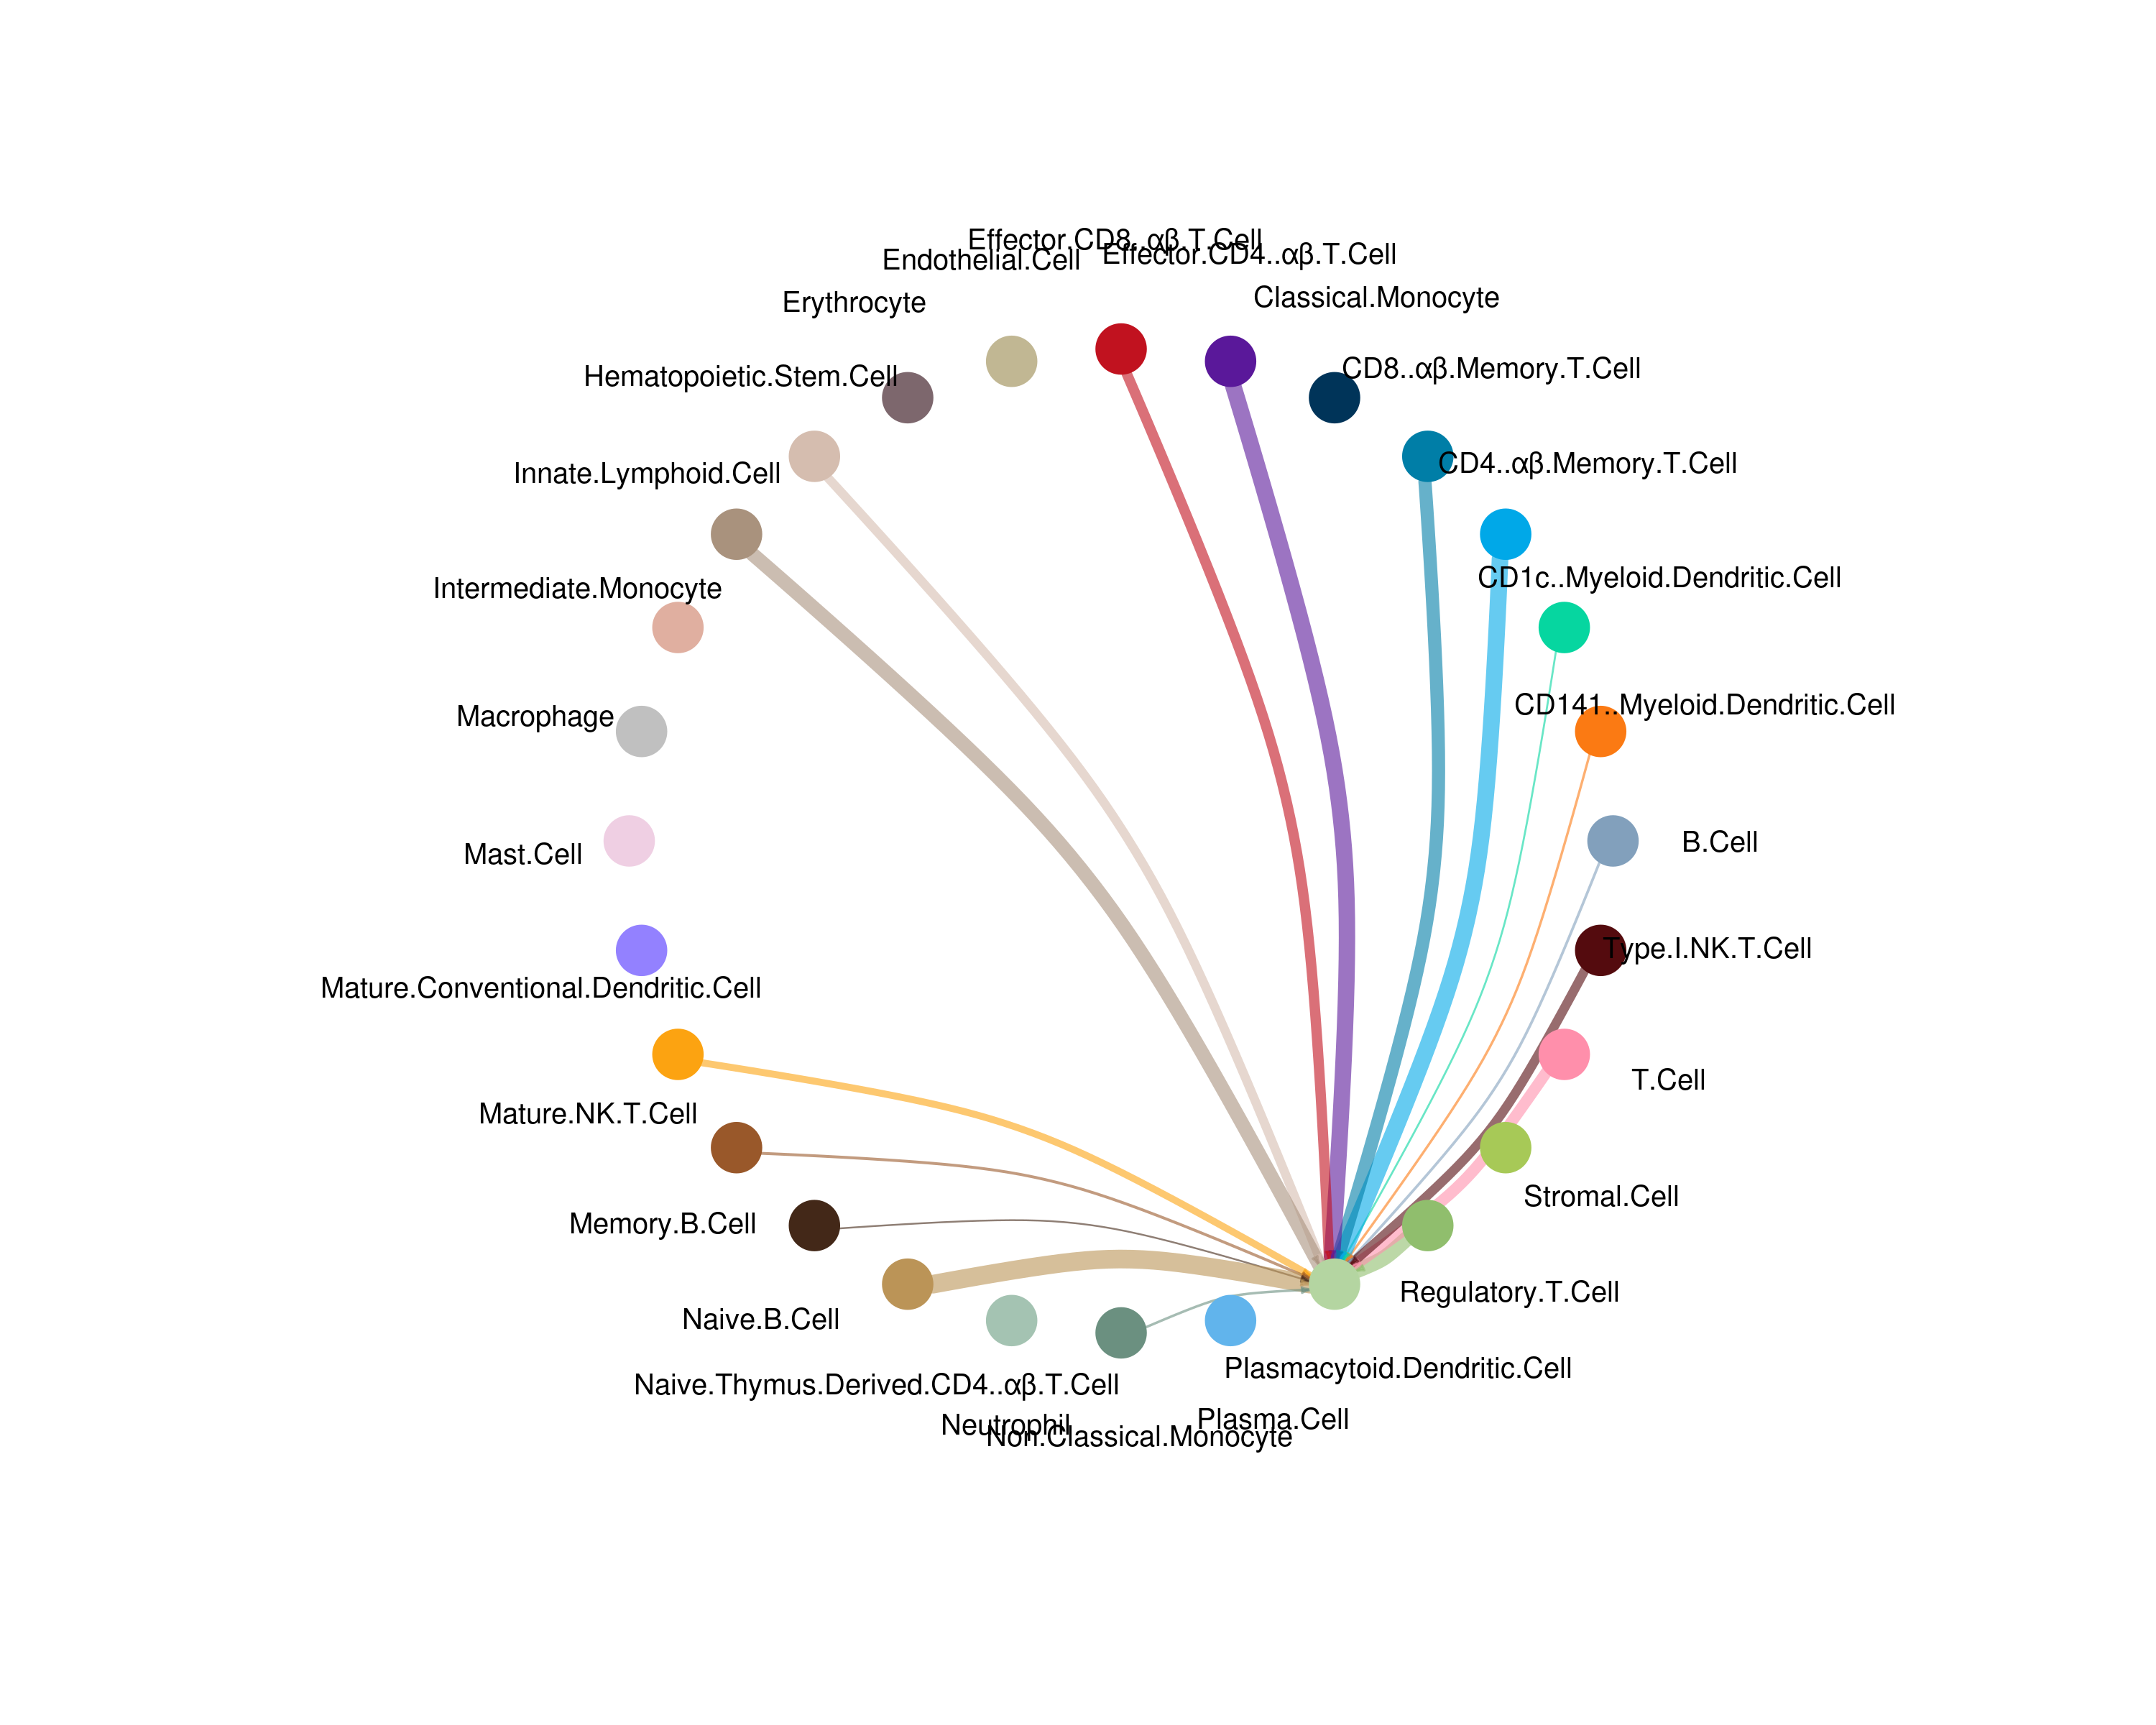 Effector.CD8..αβ.T.Cell
Effector.CD4..αβ.T.Cell
Endothelial.Cell
Classical.Monocyte
Erythrocyte
CD8..αβ.Memory.T.Cell
Hematopoietic.Stem.Cell
CD4..αβ.Memory.T.Cell
Innate.Lymphoid.Cell
CD1c..Myeloid.Dendritic.Cell
Intermediate.Monocyte
CD141..Myeloid.Dendritic.Cell
Macrophage
B.Cell
Mast.Cell
Type.I.NK.T.Cell
Mature.Conventional.Dendritic.Cell
T.Cell
Mature.NK.T.Cell
Stromal.Cell
Memory.B.Cell
Regulatory.T.Cell
Naive.B.Cell
Plasmacytoid.Dendritic.Cell
Naive.Thymus.Derived.CD4..αβ.T.Cell
Plasma.Cell
Neutrophil
Non.Classical.Monocyte